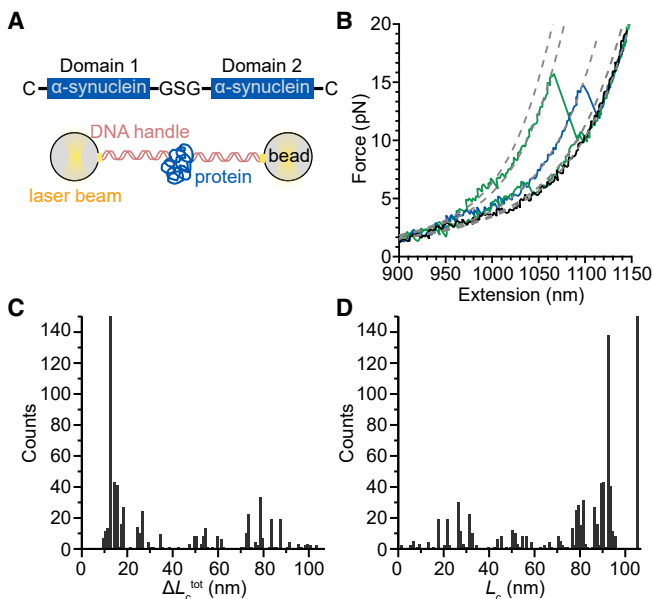 A
Domain 1 Domain 2
C α-synuclein GSG α-synuclein C
DNA handle
bead
protein
laser beam
B
20
15
10
5
0
Force (pN)
900 950 1000 1050 1100 1150
Extension (nm)
C
140
120
100
80
60
40
20
0
Counts
0 20 40 60 80 100
ΔLc^tot (nm)
D
140
120
100
80
60
40
20
0
Counts
0 20 40 60 80 100
Lc (nm)